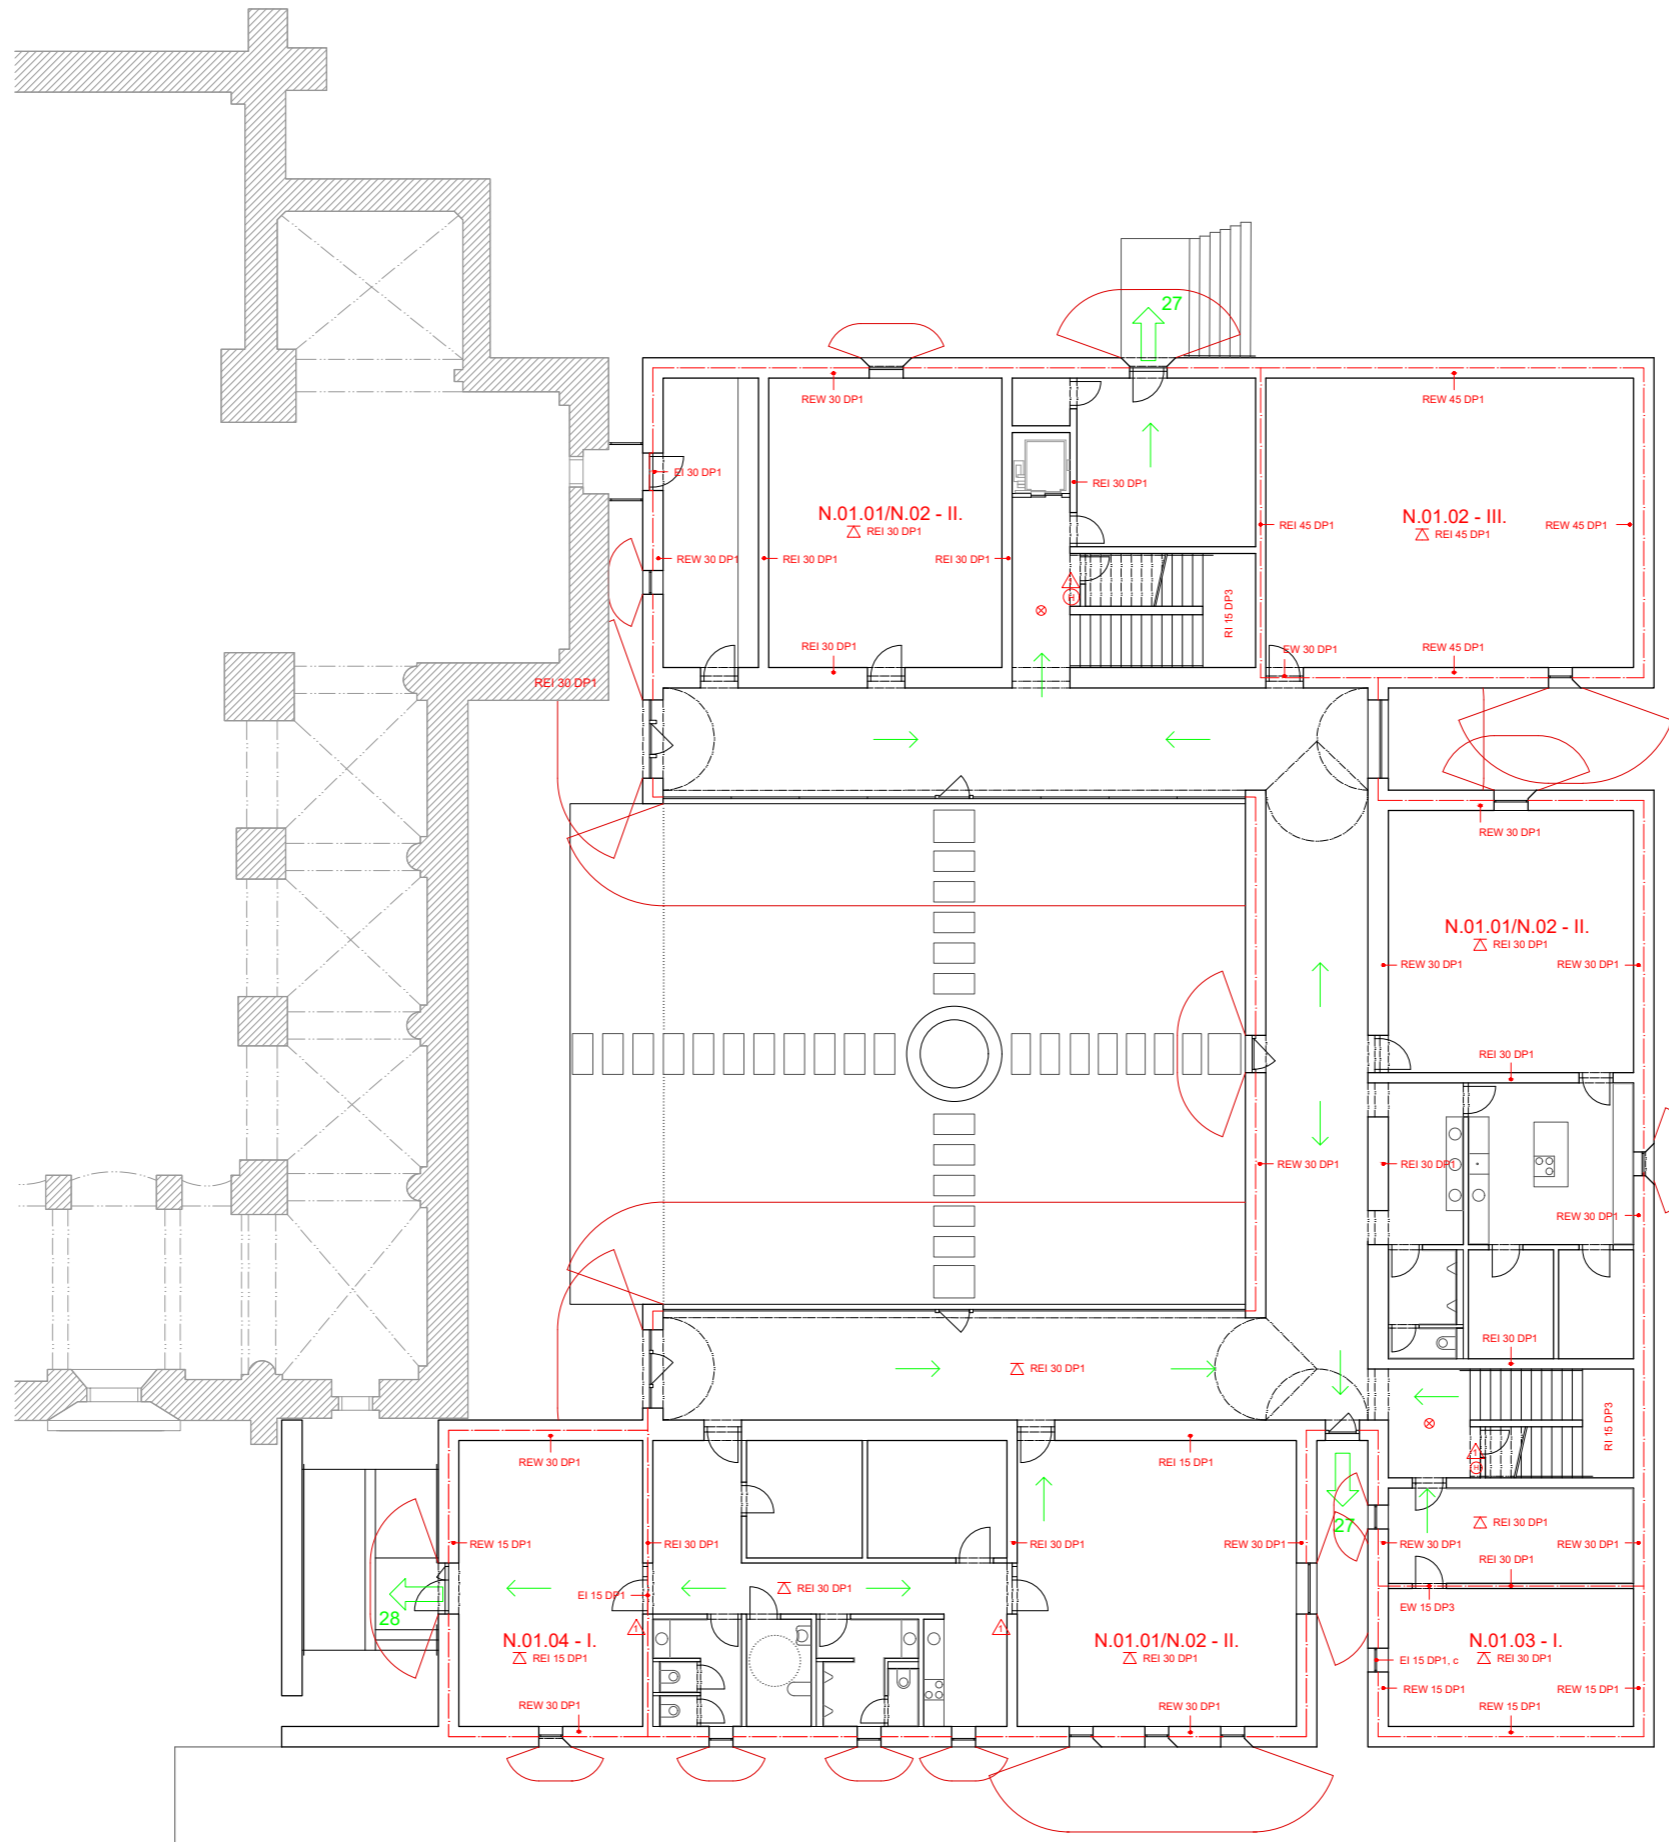 27
REW 30 DP1
REW 45 DP1
EI 30 DP1
REI 30 DP1
N.01.01/N.02 - II.
REI 30 DP1
N.01.02 - III.
REI 45 DP1
REI 45 DP1
REW 45 DP1
REW 30 DP1
REI 30 DP1
REI 30 DP1
1
H
RI 15 DP3
REI 30 DP1
EW 30 DP1
REW 45 DP1
REI 30 DP1
REW 30 DP1
N.01.01/N.02 - II.
REI 30 DP1
REW 30 DP1
REW 30 DP1
REI 30 DP1
REW 30 DP1
REI 30 DP1
REW 30 DP1
REI 30 DP1
REI 30 DP1
RI 15 DP3
1
H
REW 30 DP1
REI 15 DP1
27
REI 30 DP1
REW 15 DP1
REI 30 DP1
REI 30 DP1
REW 30 DP1
REW 30 DP1
REW 30 DP1
REI 30 DP1
REI 30 DP1
EI 15 DP1
EW 15 DP3
28
1
1
N.01.04 - I.
REI 15 DP1
N.01.01/N.02 - II.
REI 30 DP1
N.01.03 - I.
REI 30 DP1
EI 15 DP1, c
REW 15 DP1
REW 15 DP1
REW 30 DP1
REW 30 DP1
REW 15 DP1